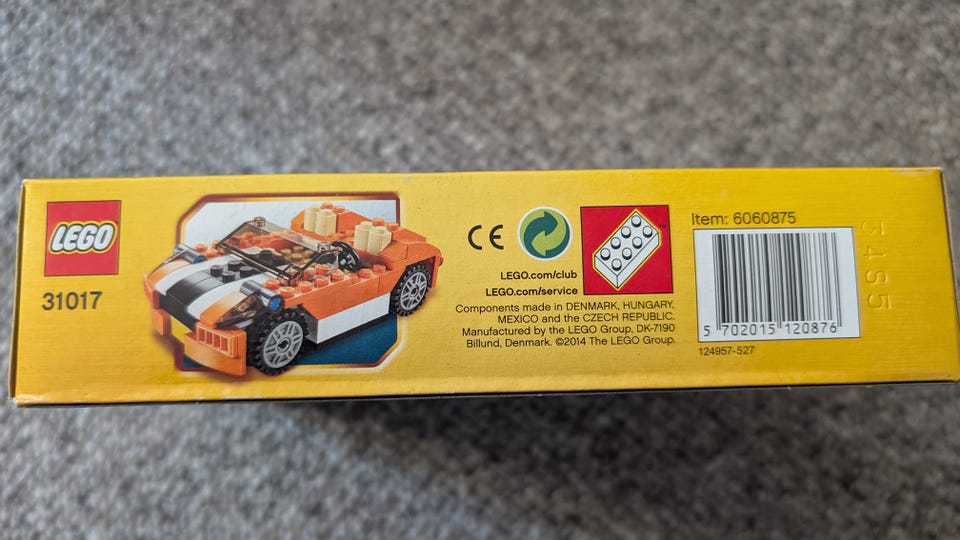 LEGO
31017
CE
LEGO.com/club
LEGO.com/service
Components made in DENMARK, HUNGARY,
MEXICO and the CZECH REPUBLIC.
Manufactured by the LEGO Group, DK-7190
Billund, Denmark. ©2014 The LEGO Group.
TM
Item: 6060875
5 702015 120876
124957-527
54S5